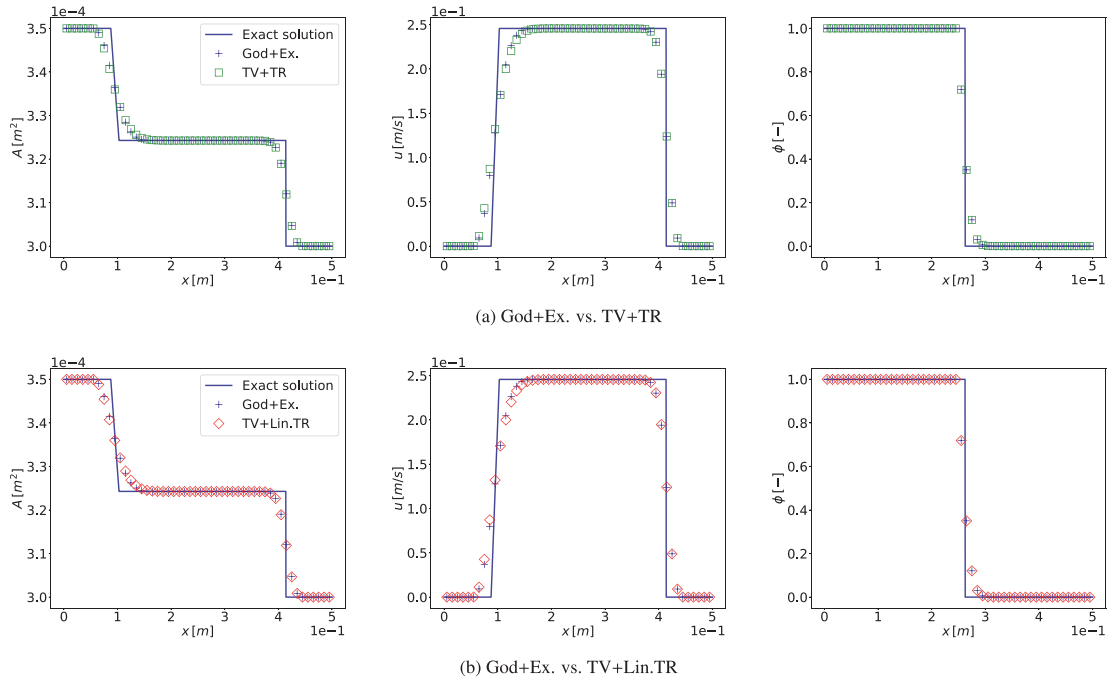 1e−4
3.5
3.4
3.3
3.2
3.1
3.0
A [m²]
Exact solution
God+Ex.
TV+TR
0 1 2 3 4 5
x [m]
1e−1
1e−1
2.5
2.0
1.5
1.0
0.5
0.0
u [m/s]
0 1 2 3 4 5
x [m]
1e−1
1.0
0.8
0.6
0.4
0.2
0.0
ϕ [−]
0 1 2 3 4 5
x [m]
1e−1
(a) God+Ex. vs. TV+TR
1e−4
3.5
3.4
3.3
3.2
3.1
3.0
A [m²]
Exact solution
God+Ex.
TV+Lin.TR
0 1 2 3 4 5
x [m]
1e−1
1e−1
2.5
2.0
1.5
1.0
0.5
0.0
u [m/s]
0 1 2 3 4 5
x [m]
1e−1
1.0
0.8
0.6
0.4
0.2
0.0
ϕ [−]
0 1 2 3 4 5
x [m]
1e−1
(b) God+Ex. vs. TV+Lin.TR